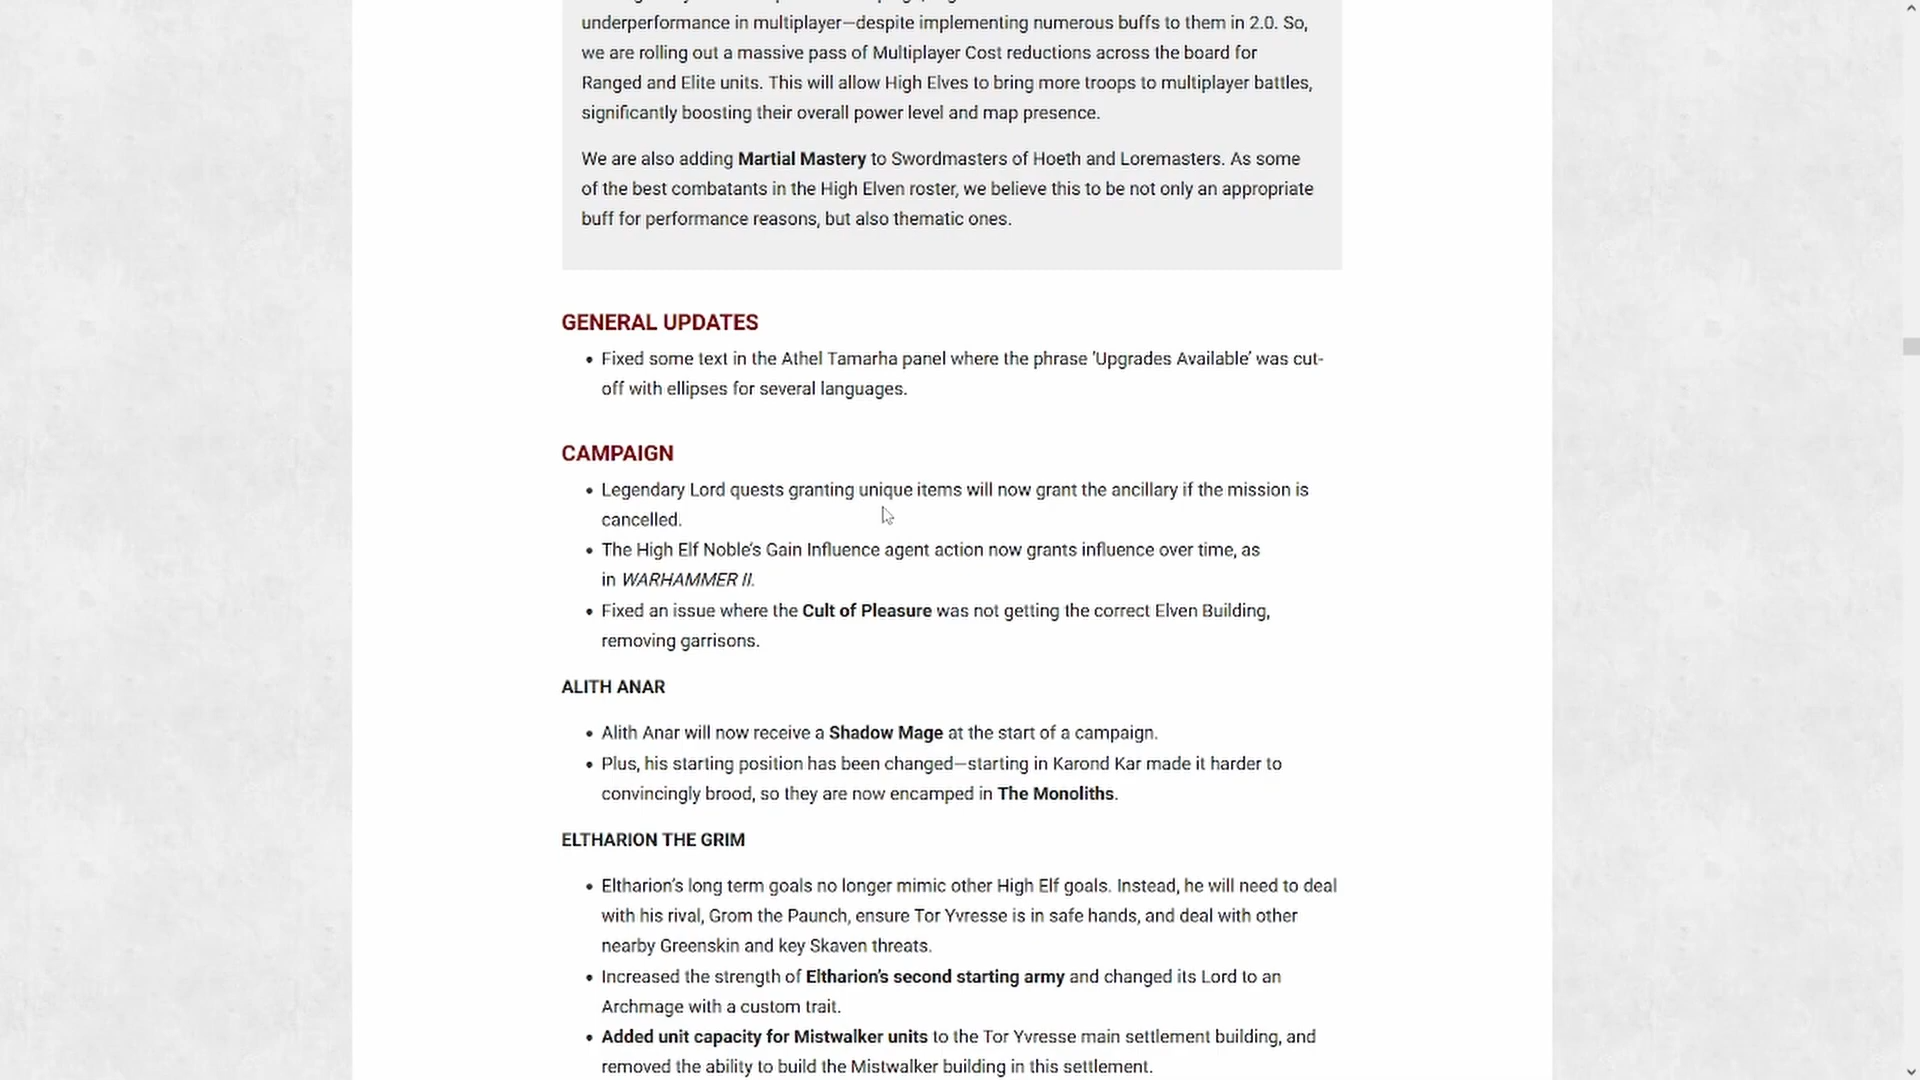 underperformance in multiplayer—despite implementing numerous buffs to them in 2.0. So,
we are rolling out a massive pass of Multiplayer Cost reductions across the board for
Ranged and Elite units. This will allow High Elves to bring more troops to multiplayer battles,
significantly boosting their overall power level and map presence.
We are also adding Martial Mastery to Swordmasters of Hoeth and Loremasters. As some
of the best combatants in the High Elven roster, we believe this to be not only an appropriate
buff for performance reasons, but also thematic ones.
GENERAL UPDATES
• Fixed some text in the Athel Tamarha panel where the phrase 'Upgrades Available' was cut-
off with ellipses for several languages.
CAMPAIGN
• Legendary Lord quests granting unique items will now grant the ancillary if the mission is
cancelled.
• The High Elf Noble's Gain Influence agent action now grants influence over time, as
in WARHAMMER II.
• Fixed an issue where the Cult of Pleasure was not getting the correct Elven Building,
removing garrisons.
ALITH ANAR
• Alith Anar will now receive a Shadow Mage at the start of a campaign.
• Plus, his starting position has been changed—starting in Karond Kar made it harder to
convincingly brood, so they are now encamped in The Monoliths.
ELTHARION THE GRIM
• Eltharion's long term goals no longer mimic other High Elf goals. Instead, he will need to deal
with his rival, Grom the Paunch, ensure Tor Yvresse is in safe hands, and deal with other
nearby Greenskin and key Skaven threats.
• Increased the strength of Eltharion's second starting army and changed its Lord to an
Archmage with a custom trait.
• Added unit capacity for Mistwalker units to the Tor Yvresse main settlement building, and
removed the ability to build the Mistwalker building in this settlement.